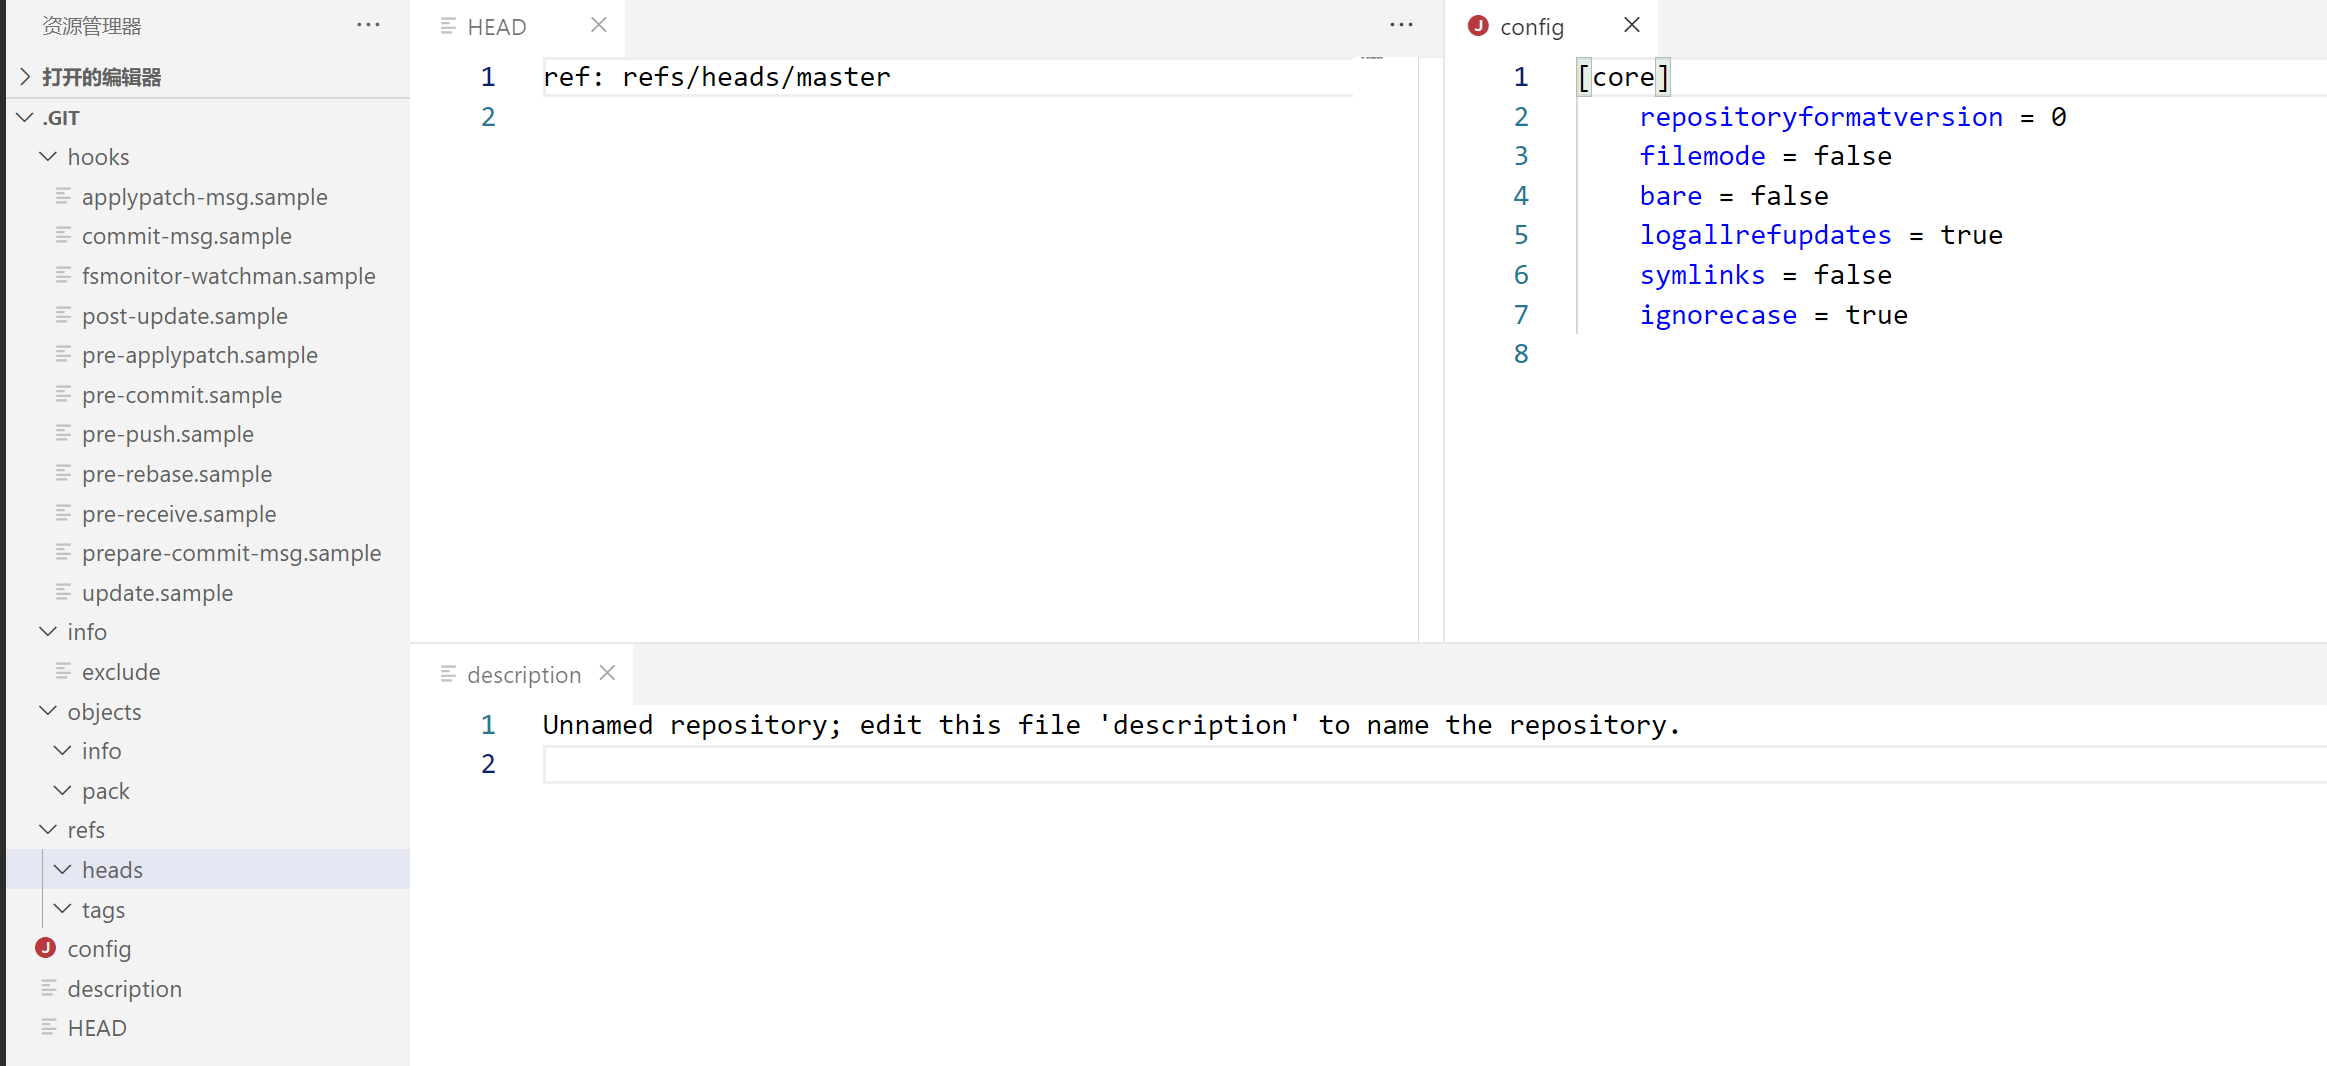 资源管理器
打开的编辑器
.GIT
hooks
applypatch-msg.sample
commit-msg.sample
fsmonitor-watchman.sample
post-update.sample
pre-applypatch.sample
pre-commit.sample
pre-push.sample
pre-rebase.sample
pre-receive.sample
prepare-commit-msg.sample
update.sample
info
exclude
objects
info
pack
refs
heads
tags
J config
description
HEAD
HEAD
1 ref: refs/heads/master
2
J config
1 [core]
2 repositoryformatversion = 0
3 filemode = false
4 bare = false
5 logallrefupdates = true
6 symlinks = false
7 ignorecase = true
8
description
1 Unnamed repository; edit this file 'description' to name the repository.
2